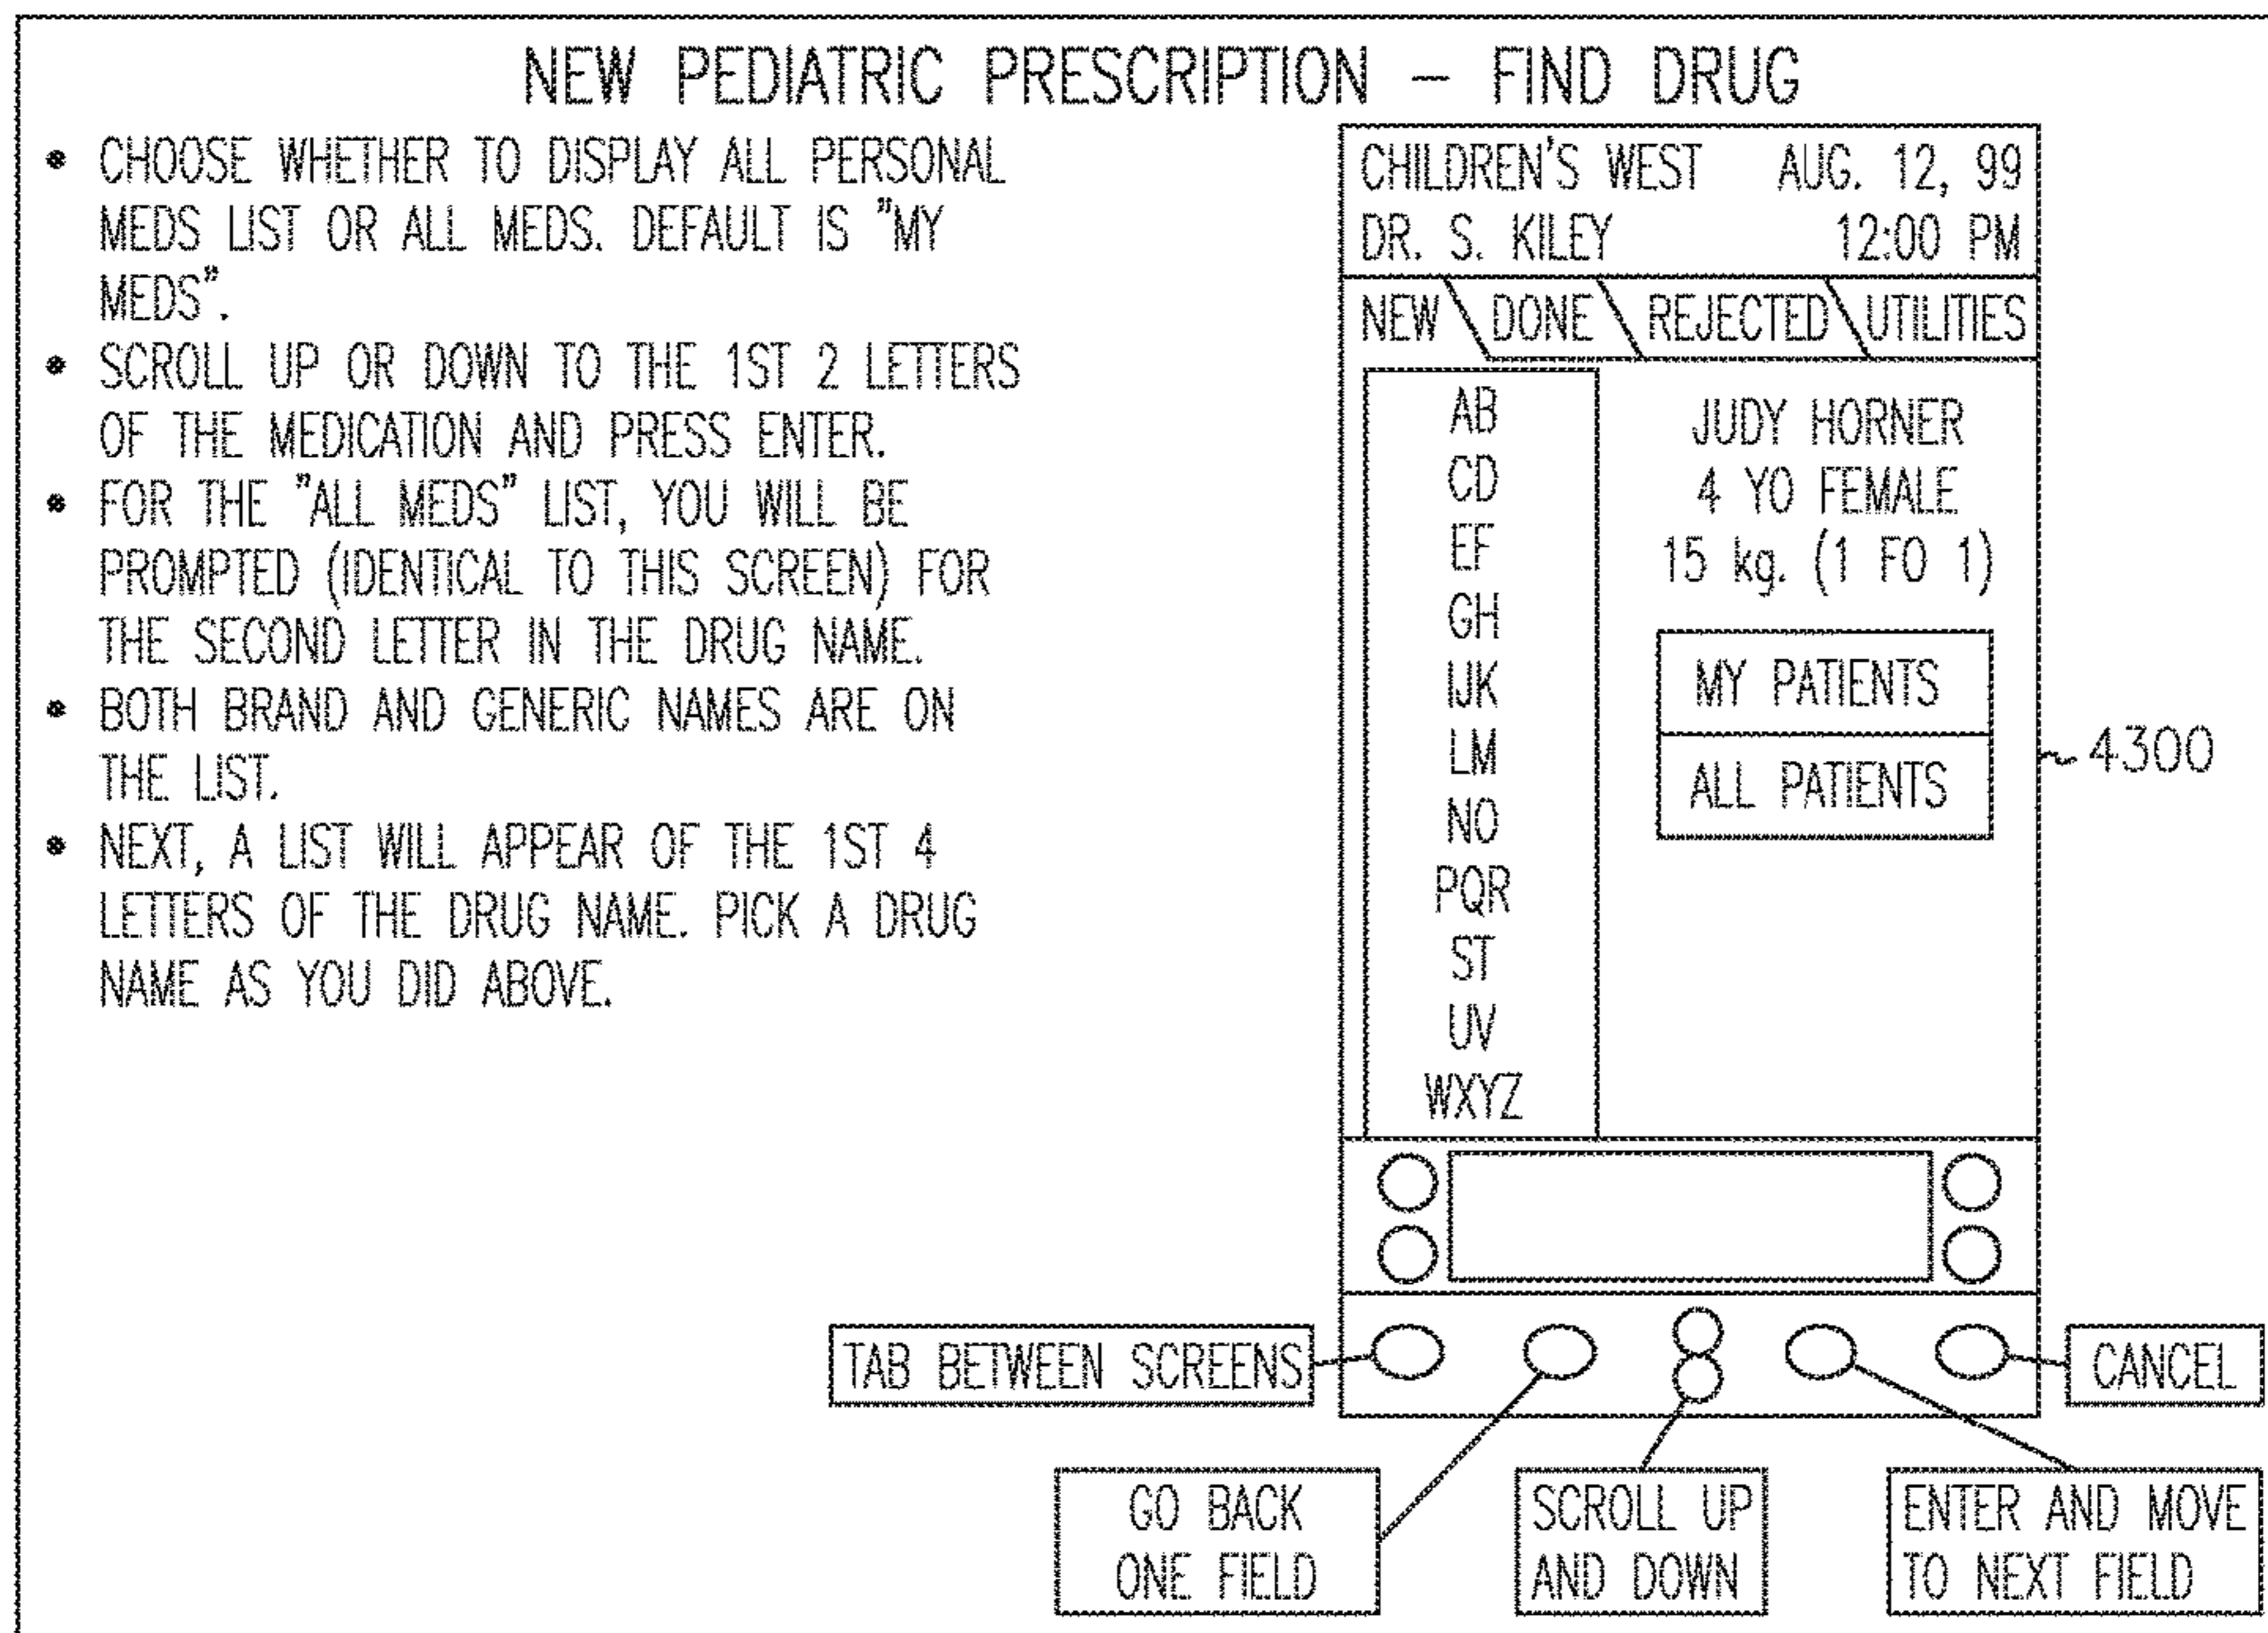 NEW PEDIATRIC PRESCRIPTION – FIND DRUG
• CHOOSE WHETHER TO DISPLAY ALL PERSONAL
MEDS LIST OR ALL MEDS. DEFAULT IS "MY
MEDS".
• SCROLL UP OR DOWN TO THE 1ST 2 LETTERS
OF THE MEDICATION AND PRESS ENTER.
• FOR THE "ALL MEDS" LIST, YOU WILL BE
PROMPTED (IDENTICAL TO THIS SCREEN) FOR
THE SECOND LETTER IN THE DRUG NAME.
• BOTH BRAND AND GENERIC NAMES ARE ON
THE LIST.
• NEXT, A LIST WILL APPEAR OF THE 1ST 4
LETTERS OF THE DRUG NAME. PICK A DRUG
NAME AS YOU DID ABOVE.
CHILDREN'S WEST AUG. 12, 99
DR. S. KILEY 12:00 PM
NEW DONE REJECTED UTILITIES
AB
CD
EF
GH
IJK
LM
NO
PQR
ST
UV
WXYZ
JUDY HORNER
4 YO FEMALE
15 kg. (1 FO 1)
MY PATIENTS
ALL PATIENTS
4300
TAB BETWEEN SCREENS
CANCEL
GO BACK
ONE FIELD
SCROLL UP
AND DOWN
ENTER AND MOVE
TO NEXT FIELD